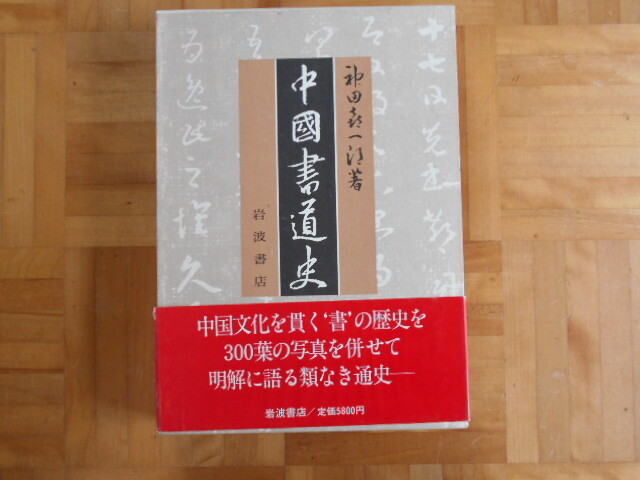 神田喜一郎著
中國書道史
岩波書店
中国文化を貫く‘書’の歴史を
300葉の写真を併せて
明解に語る類なき通史──
岩波書店／定価5800円